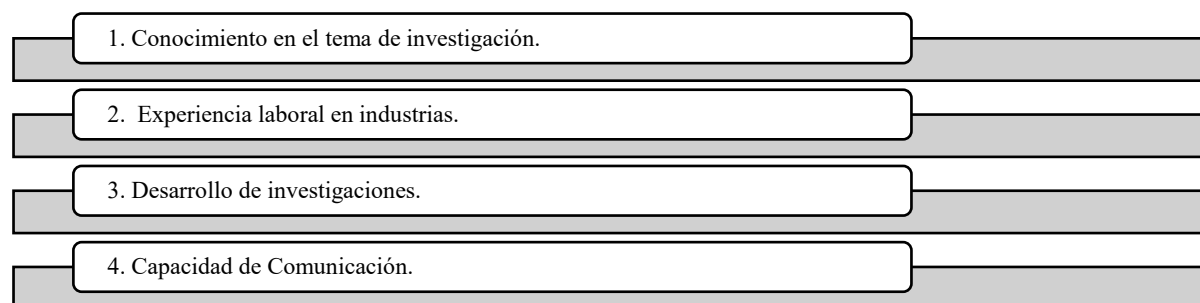 1. Conocimiento en el tema de investigación.
2.  Experiencia laboral en industrias.
3. Desarrollo de investigaciones.
4. Capacidad de Comunicación.